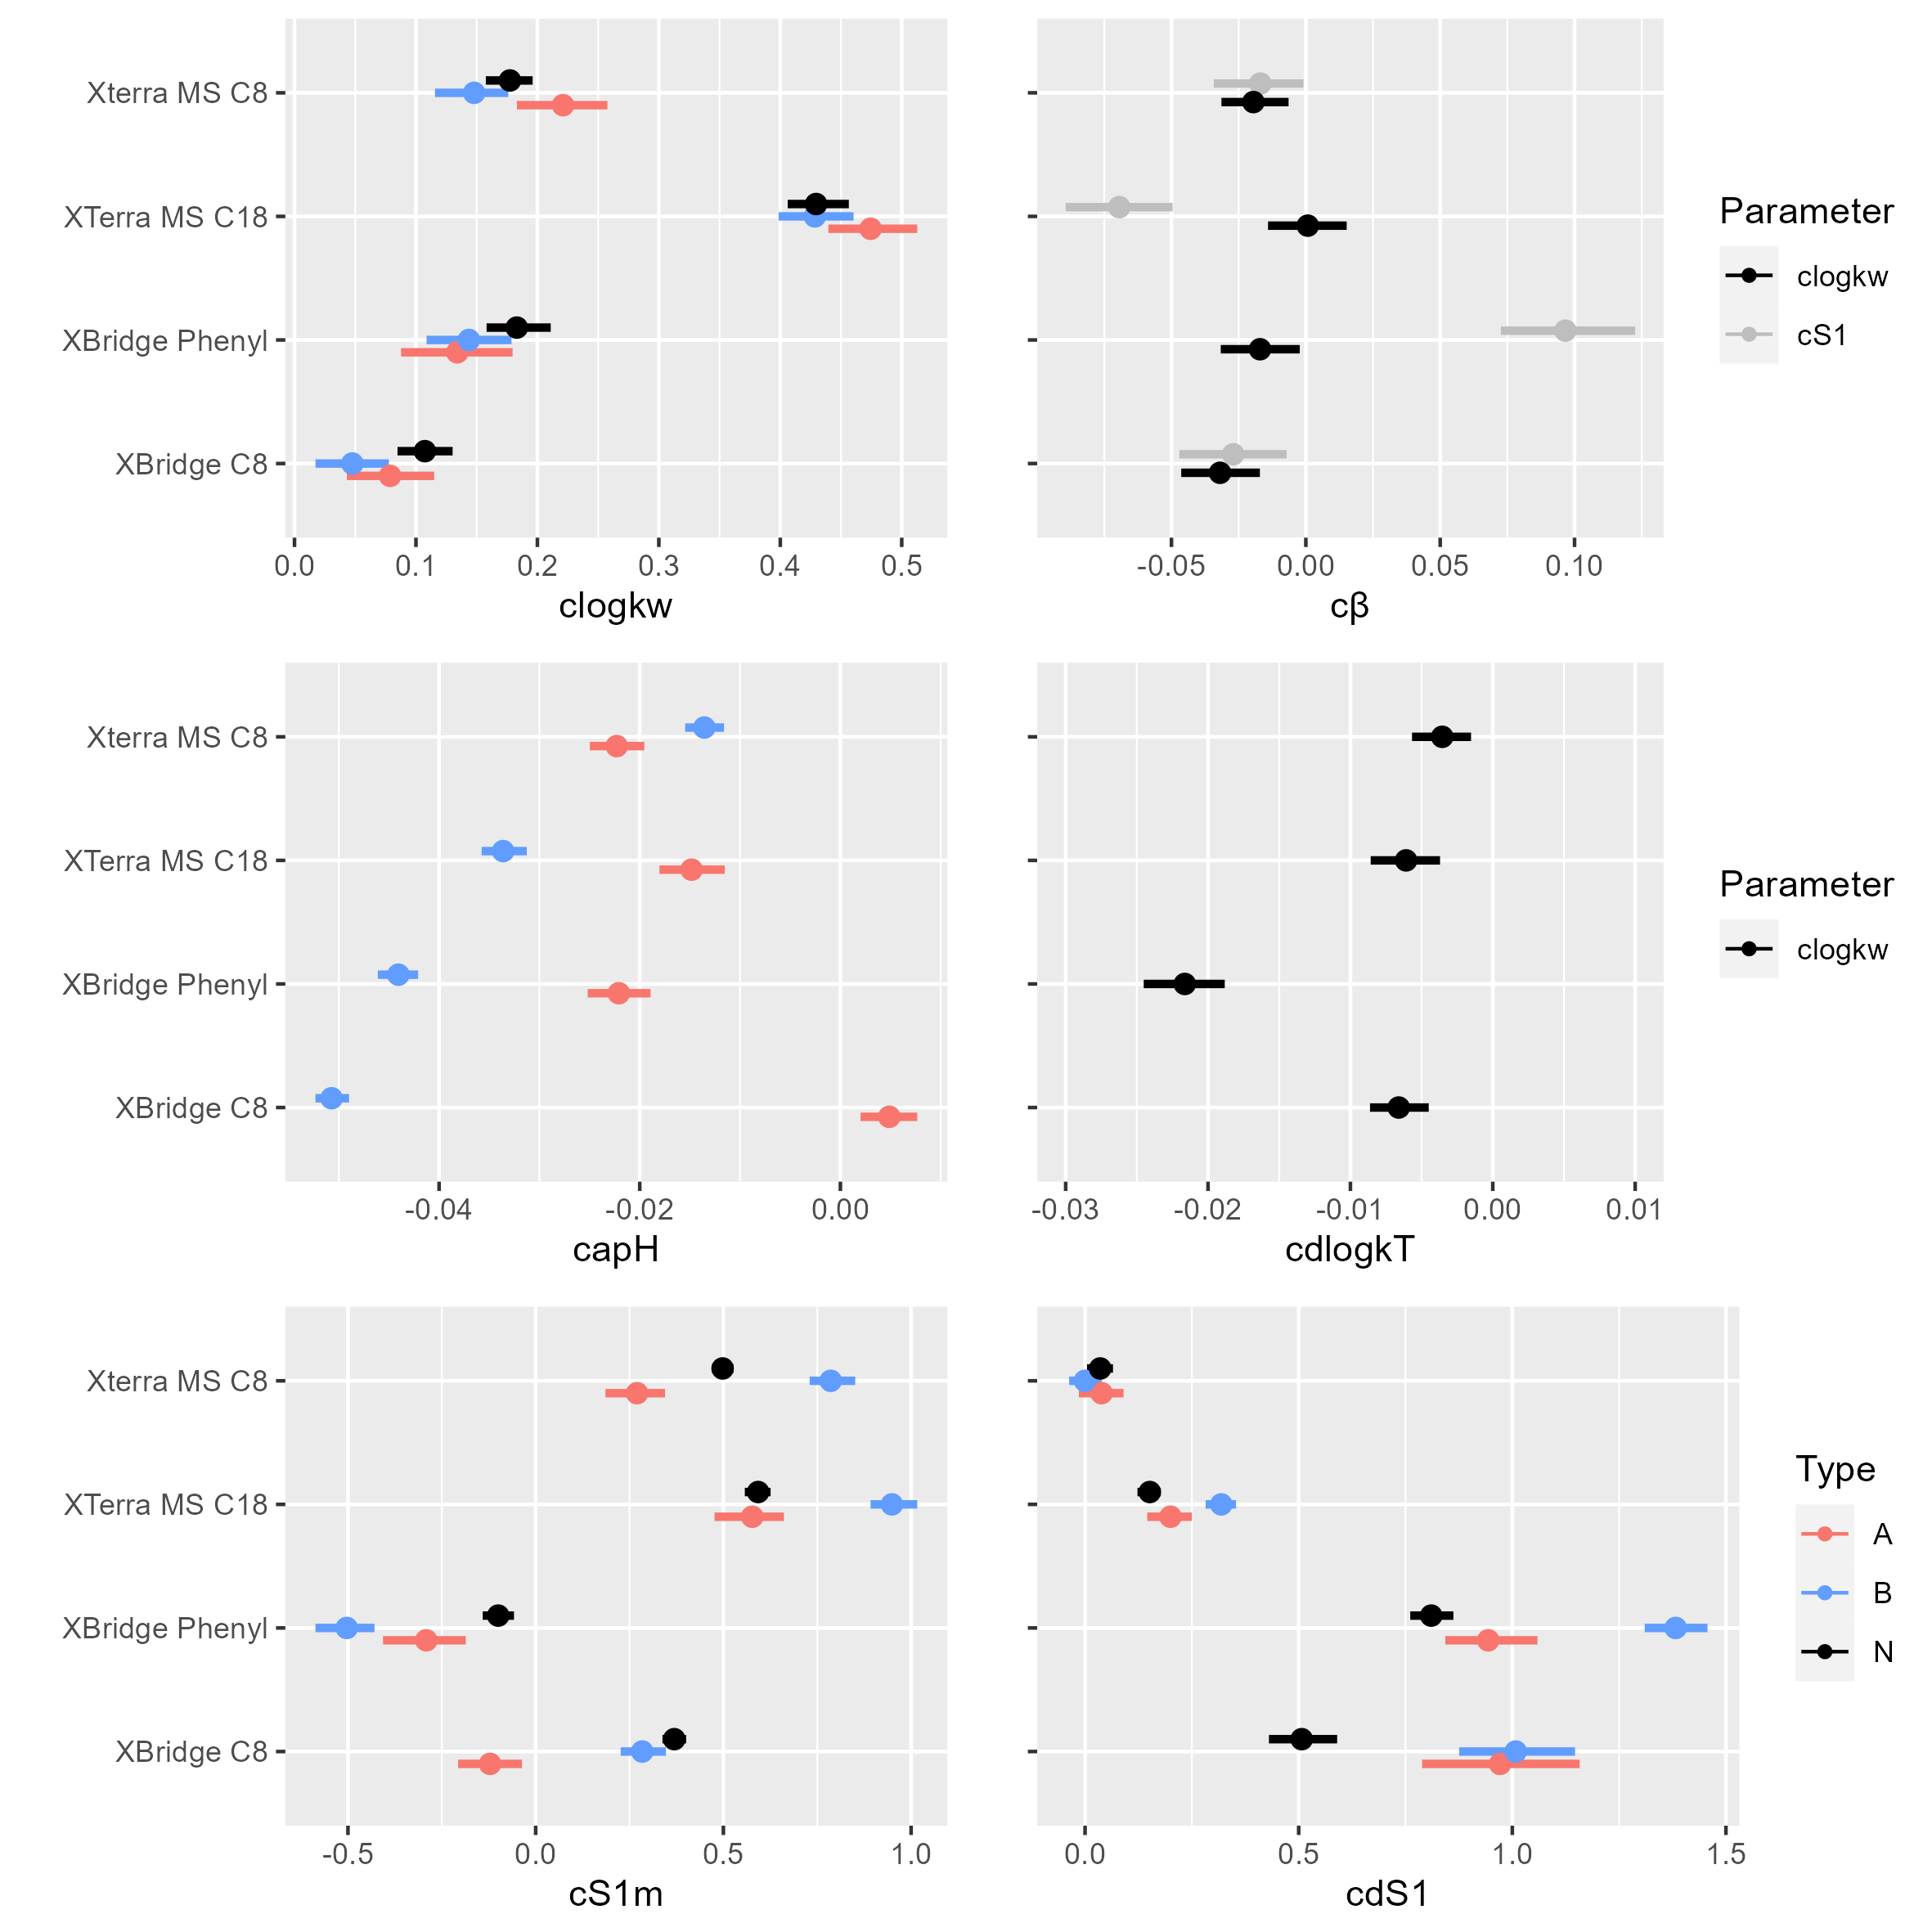 Xterra MS C8
XTerra MS C18
XBridge Phenyl
XBridge C8
0.0 0.1 0.2 0.3 0.4 0.5
clogkw
-0.05 0.00 0.05 0.10
cβ
Parameter
clogkw
cS1
Xterra MS C8
XTerra MS C18
XBridge Phenyl
XBridge C8
-0.04 -0.02 0.00
capH
-0.03 -0.02 -0.01 0.00 0.01
cdlogkT
Parameter
clogkw
Xterra MS C8
XTerra MS C18
XBridge Phenyl
XBridge C8
-0.5 0.0 0.5 1.0
cS1m
0.0 0.5 1.0 1.5
cdS1
Type
A
B
N